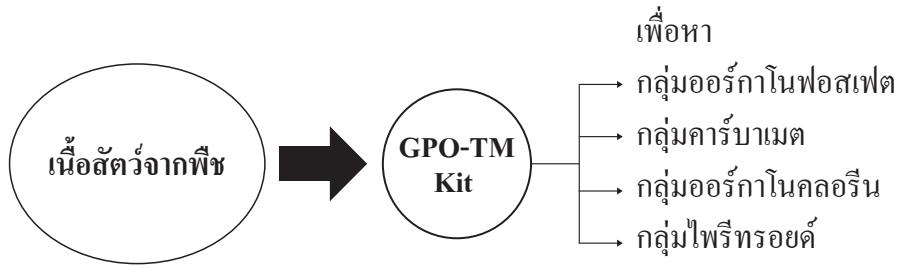 เนื้อสัตว์จากพืช
GPO-TM
Kit
เพื่อหา
กลุ่มออร์กาโนฟอสเฟต
กลุ่มคาร์บาเมต
กลุ่มออร์กาโนคลอรีน
กลุ่มไพรีทรอยด์